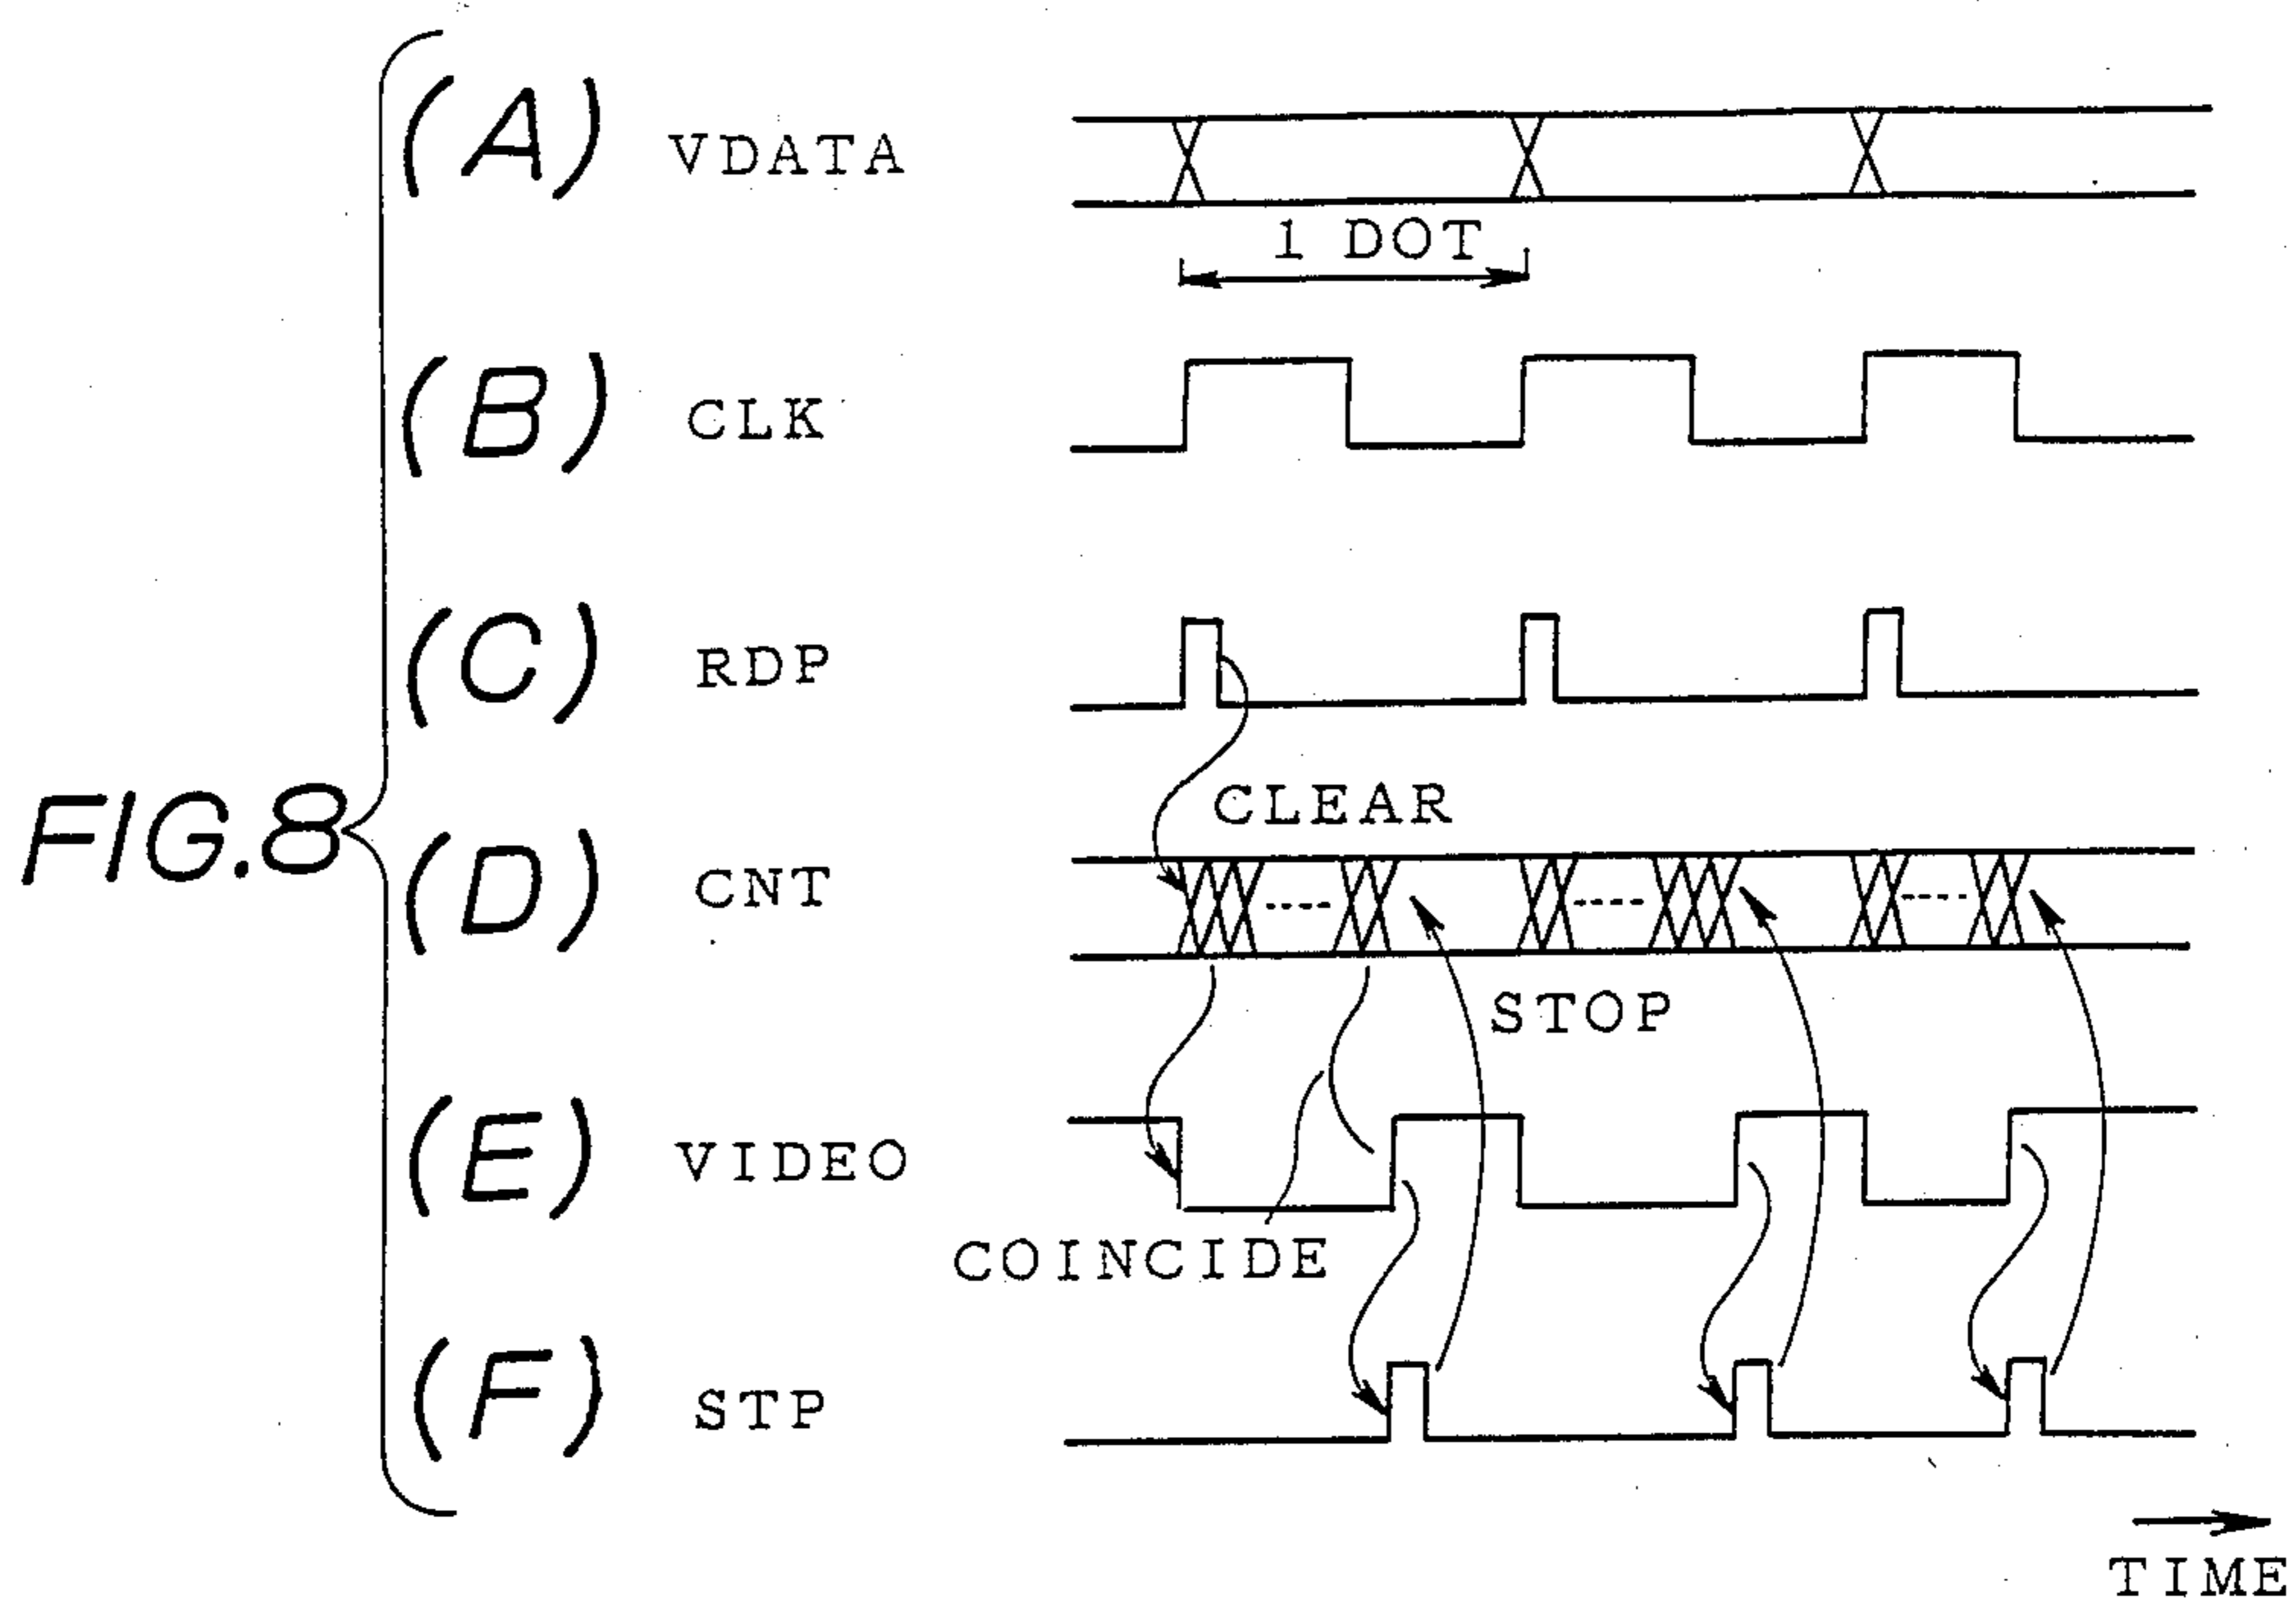 FIG.8
(A) VDATA
1 DOT
(B) CLK
(C) RDP
CLEAR
(D) CNT
STOP
(E) VIDEO
COINCIDE
(F) STP
TIME